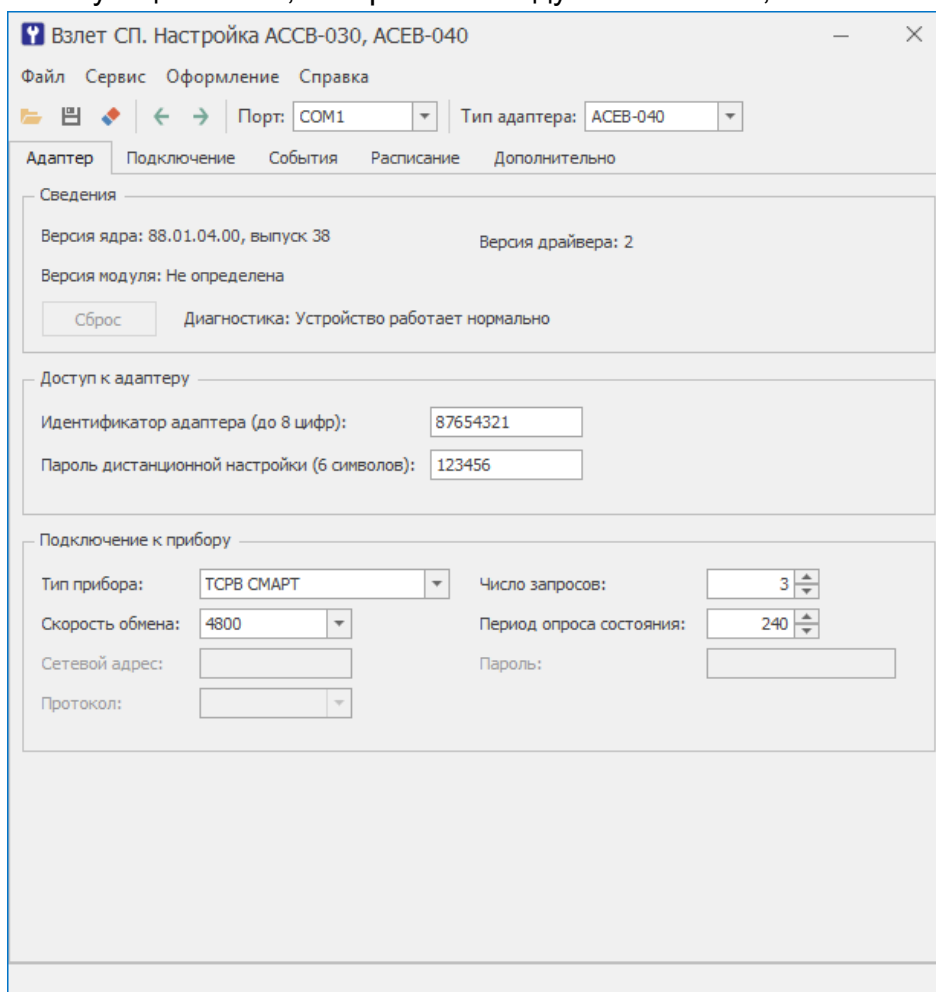 Взлет СП. Настройка АССВ-030, АСЕВ-040
Файл Сервис Оформление Справка
Порт: COM1 Тип адаптера: АСЕВ-040
Адаптер Подключение События Расписание Дополнительно
Сведения
Версия ядра: 88.01.04.00, выпуск 38 Версия драйвера: 2
Версия модуля: Не определена
Сброс Диагностика: Устройство работает нормально
Доступ к адаптеру
Идентификатор адаптера (до 8 цифр): 87654321
Пароль дистанционной настройки (6 символов): 123456
Подключение к прибору
Тип прибора: ТСРВ СМАРТ Число запросов: 3
Скорость обмена: 4800 Период опроса состояния: 240
Сетевой адрес: Пароль:
Протокол: